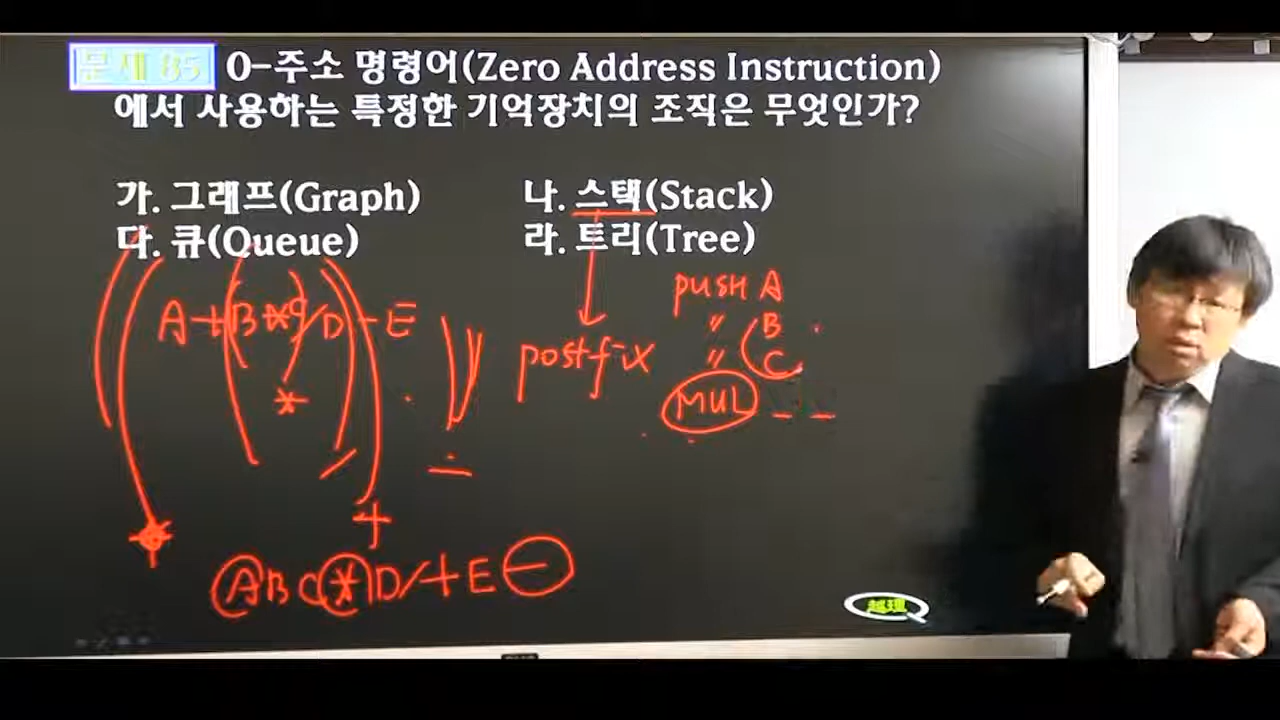 문제 85 0-주소 명령어(Zero Address Instruction)
에서 사용하는 특정한 기억장치의 조직은 무엇인가?
가. 그래프(Graph) 나. 스택(Stack)
다. 큐(Queue) 라. 트리(Tree)
push A
A+(B*C/D)-E 〃 B
postfix 〃 C
* MUL _ _
/ -
+
ABC*D/+E-
越理